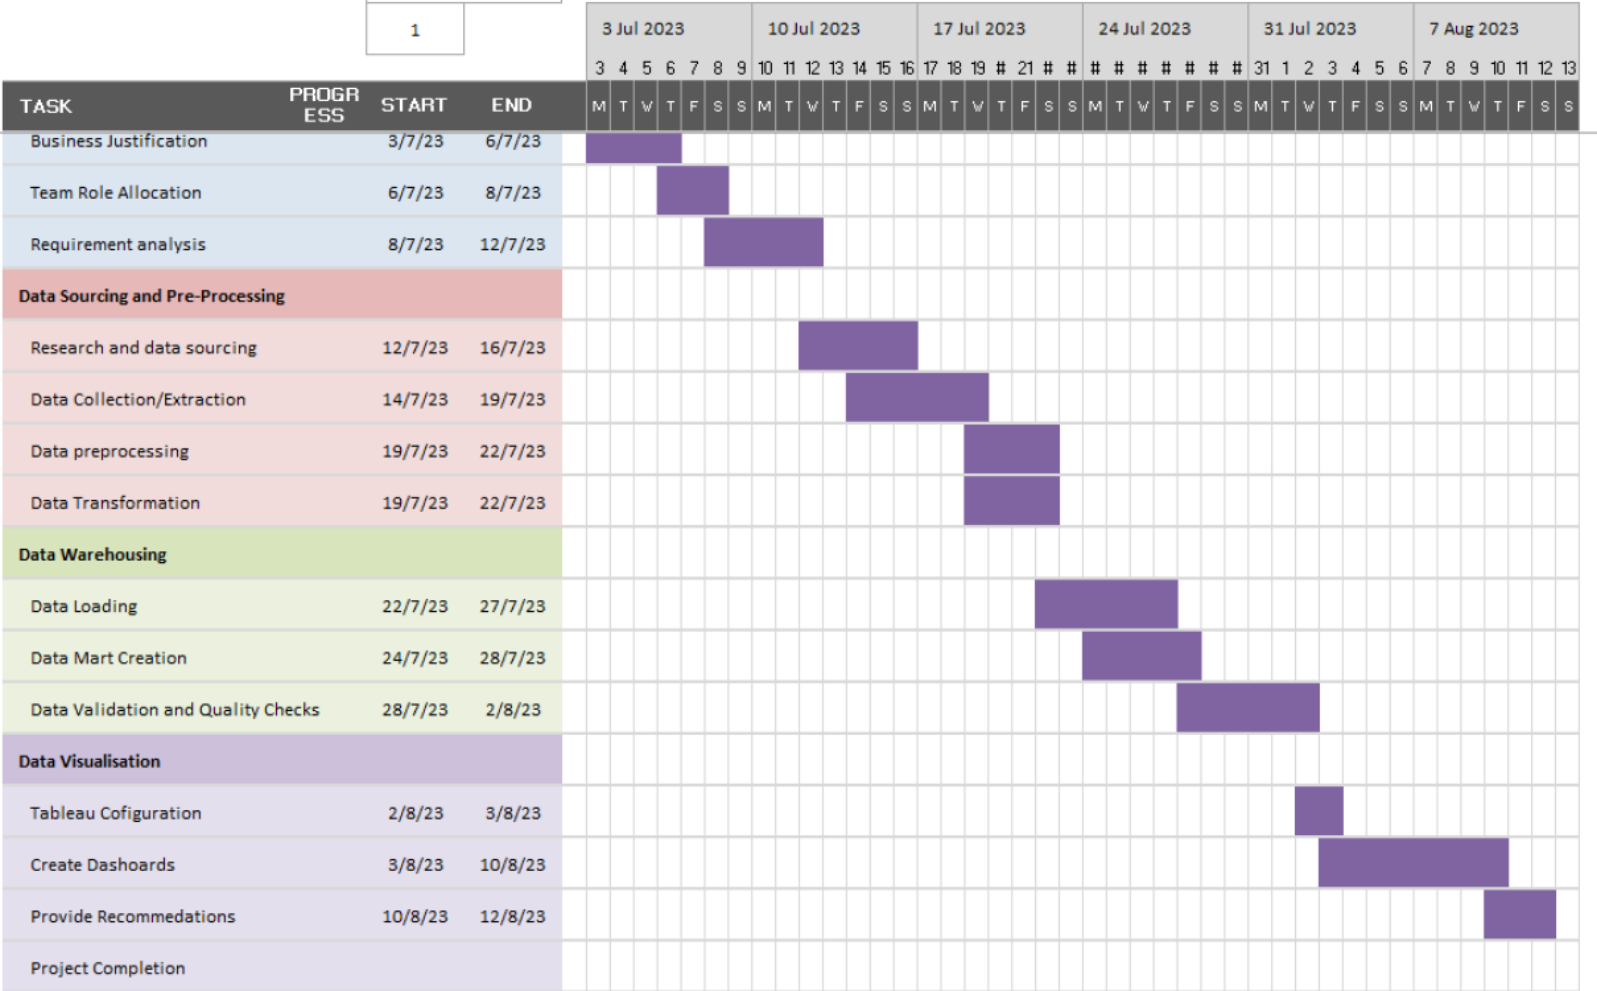 1
3 Jul 2023 10 Jul 2023 17 Jul 2023 24 Jul 2023 31 Jul 2023 7 Aug 2023
3 4 5 6 7 8 9 10 11 12 13 14 15 16 17 18 19 # 21 # # # # # # # # # 31 1 2 3 4 5 6 7 8 9 10 11 12 13
TASK PROGR START END M T W T F S S M T W T F S S M T W T F S S M T W T F S S M T W T F S S M T W T F S S
ESS
Business Justification 3/7/23 6/7/23
Team Role Allocation 6/7/23 8/7/23
Requirement analysis 8/7/23 12/7/23
Data Sourcing and Pre-Processing
Research and data sourcing 12/7/23 16/7/23
Data Collection/Extraction 14/7/23 19/7/23
Data preprocessing 19/7/23 22/7/23
Data Transformation 19/7/23 22/7/23
Data Warehousing
Data Loading 22/7/23 27/7/23
Data Mart Creation 24/7/23 28/7/23
Data Validation and Quality Checks 28/7/23 2/8/23
Data Visualisation
Tableau Cofiguration 2/8/23 3/8/23
Create Dashoards 3/8/23 10/8/23
Provide Recommedations 10/8/23 12/8/23
Project Completion